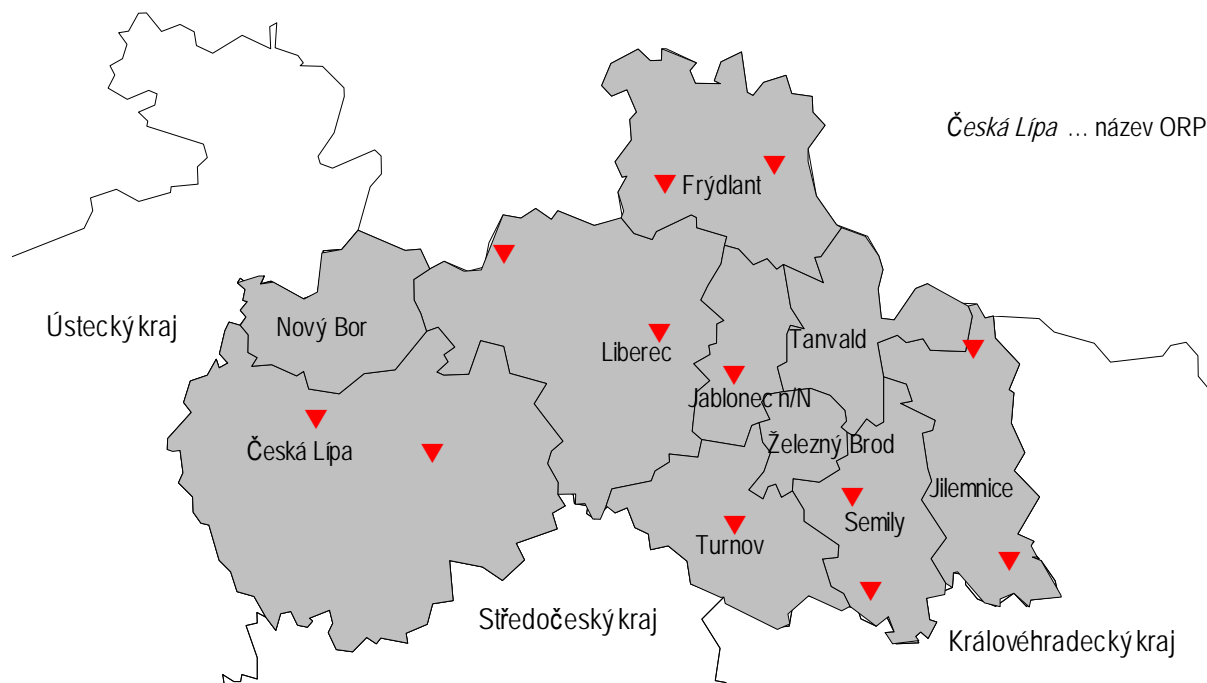 Česká Lípa ... název ORP
Frýdlant
Ústecký kraj
Nový Bor
Liberec
Tanvald
Jablonec n/N
Česká Lípa
Železný Brod
Jilemnice
Semily
Turnov
Středočeský kraj
Královéhradecký kraj